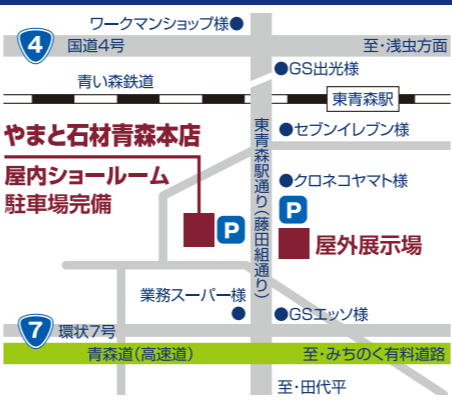 ワークマンショップ様●
4
国道4号
至・浅虫方面
●GS出光様
青い森鉄道
東青森駅
やまと石材青森本店
●セブンイレブン様
屋内ショールーム
駐車場完備
東青森駅通り(藤田組通り)
●クロネコヤマト様
P
P
屋外展示場
業務スーパー様
●
●GSエッソ様
7
環状7号
青森道(高速道)
至・みちのく有料道路
至・田代平